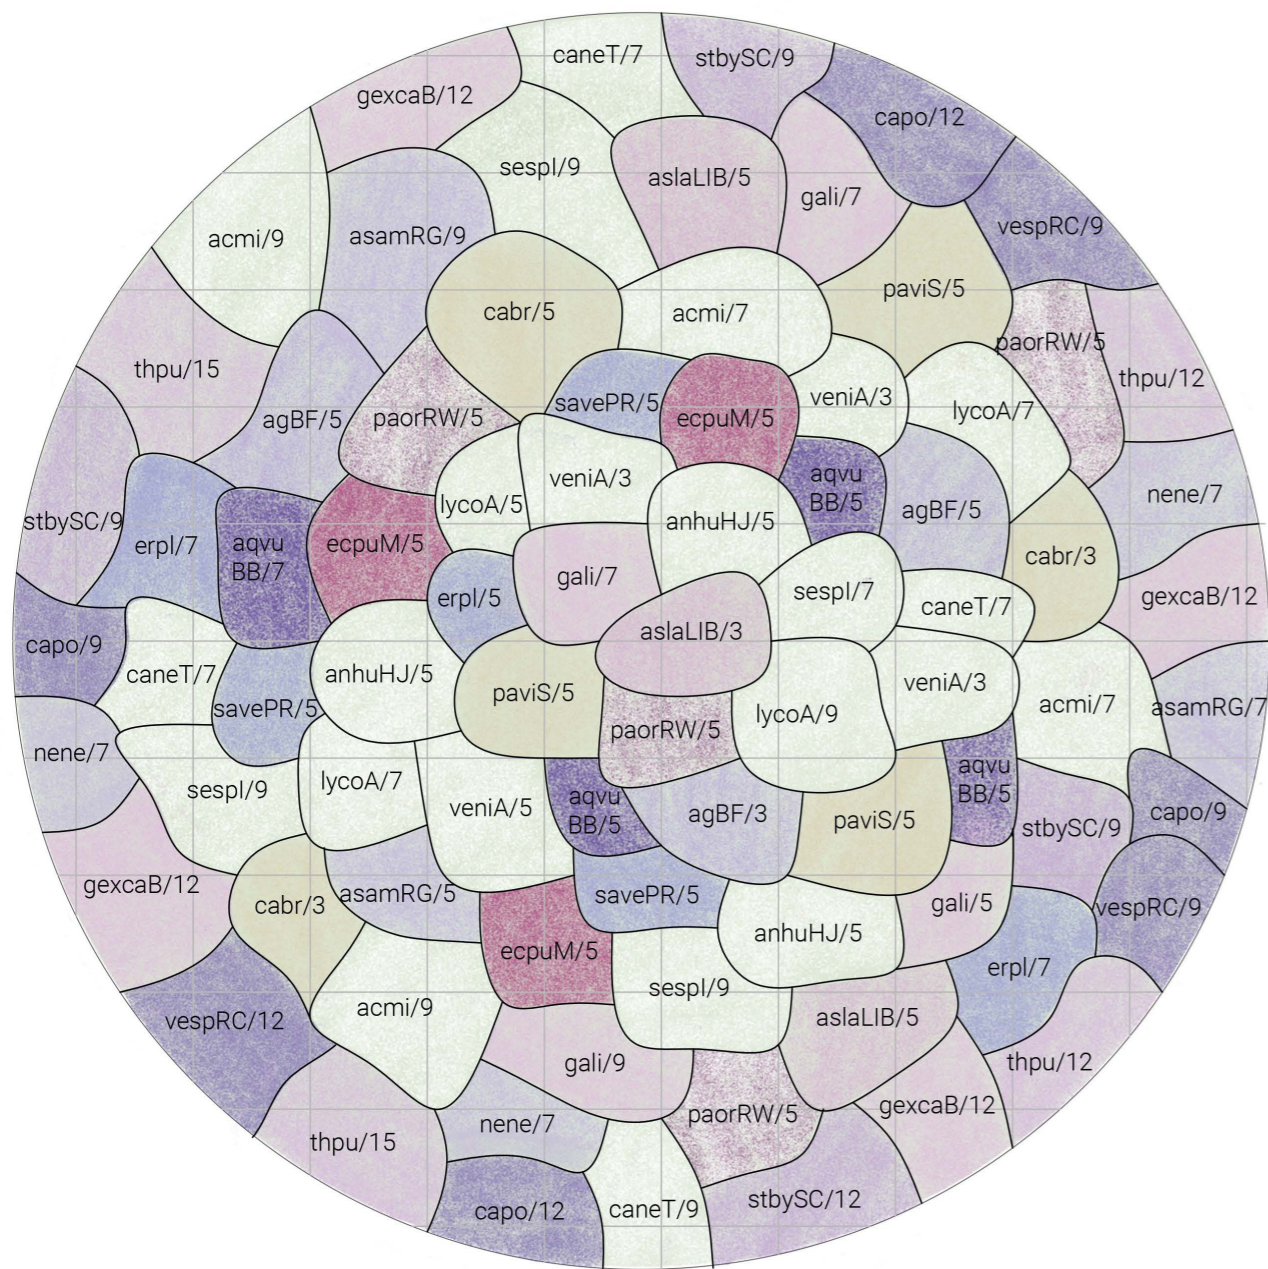 caneT/7
stbySC/9
gexcaB/12
capo/12
sespI/9
aslaLIB/5
gali/7
acmi/9
asamRG/9
vespRC/9
cabr/5
acmi/7
paviS/5
paorRW/5
thpu/15
thpu/12
agBF/5
paorRW/5
savePR/5
ecpuM/5
veniA/3
lycoA/7
stbySC/9
erpI/7
aqvu
BB/7
ecpuM/5
lycoA/5
veniA/3
anhuHJ/5
aqvu
BB/5
agBF/5
nene/7
cabr/3
gexcaB/12
erpI/5
gali/7
aslaLIB/3
sespI/7
caneT/7
capo/9
caneT/7
savePR/5
anhuHJ/5
paviS/5
paorRW/5
lycoA/9
veniA/3
acmi/7
asamRG/7
nene/7
sespI/9
lycoA/7
veniA/5
aqvu
BB/5
agBF/3
paviS/5
aqvu
BB/5
stbySC/9
capo/9
gexcaB/12
cabr/3
asamRG/5
ecpuM/5
savePR/5
anhuHJ/5
gali/5
vespRC/9
erpI/7
vespRC/12
acmi/9
sespI/9
aslaLIB/5
gali/9
thpu/12
thpu/15
nene/7
paorRW/5
gexcaB/12
capo/12
caneT/9
stbySC/12